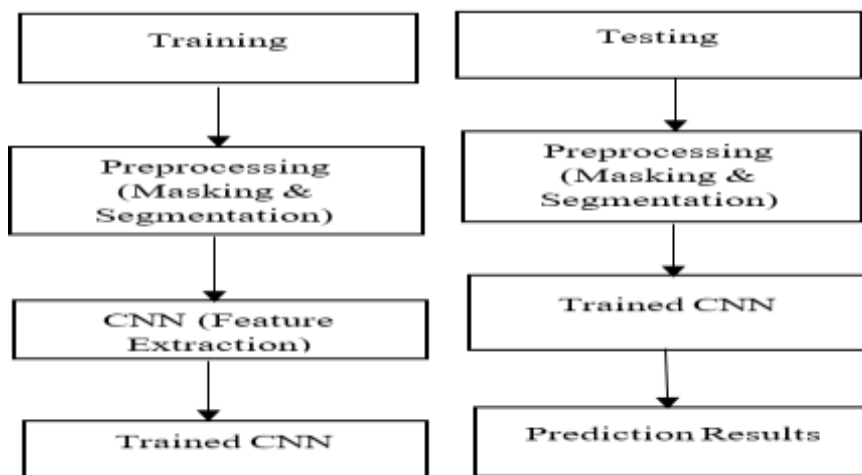 Training
Preprocessing
(Masking &
Segmentation)
CNN (Feature
Extraction)
Trained CNN
Testing
Preprocessing
(Masking &
Segmentation)
Trained CNN
Prediction Results